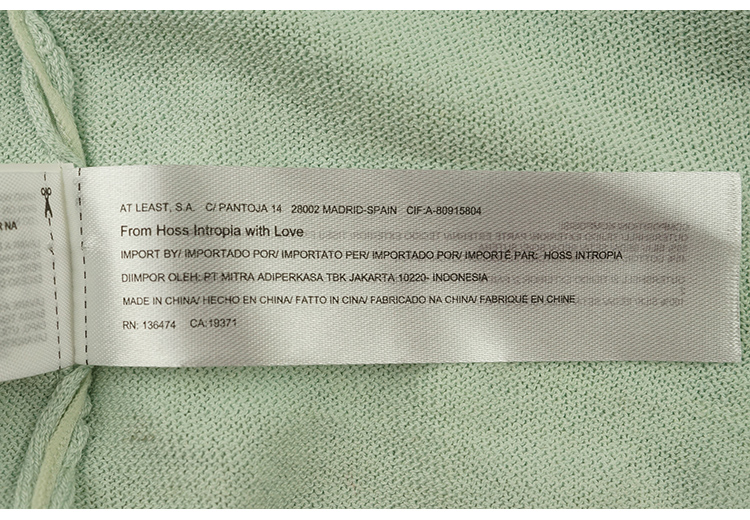 AT LEAST, S.A. C/ PANTOJA 14 28002 MADRID-SPAIN CIF:A-80915804
From Hoss Intropia with Love
IMPORT BY/ IMPORTADO POR/ IMPORTATO PER/ IMPORTADO POR/ IMPORTÉ PAR: HOSS INTROPIA
DIIMPOR OLEH: PT MITRA ADIPERKASA TBK JAKARTA 10220- INDONESIA
MADE IN CHINA/ HECHO EN CHINA/ FATTO IN CINA/ FABRICADO NA CHINA/ FABRIQUÉ EN CHINE
RN: 136474 CA:19371